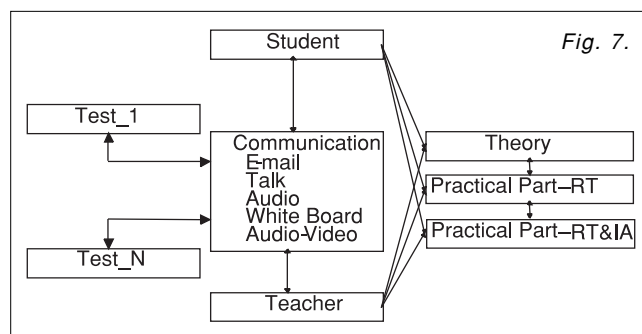 Student
Fig. 7.
Test_1
Communication
E-mail
Talk
Audio
White Board
Audio-Video
Theory
Practical Part–RT
Practical Part–RT&IA
Test_N
Teacher